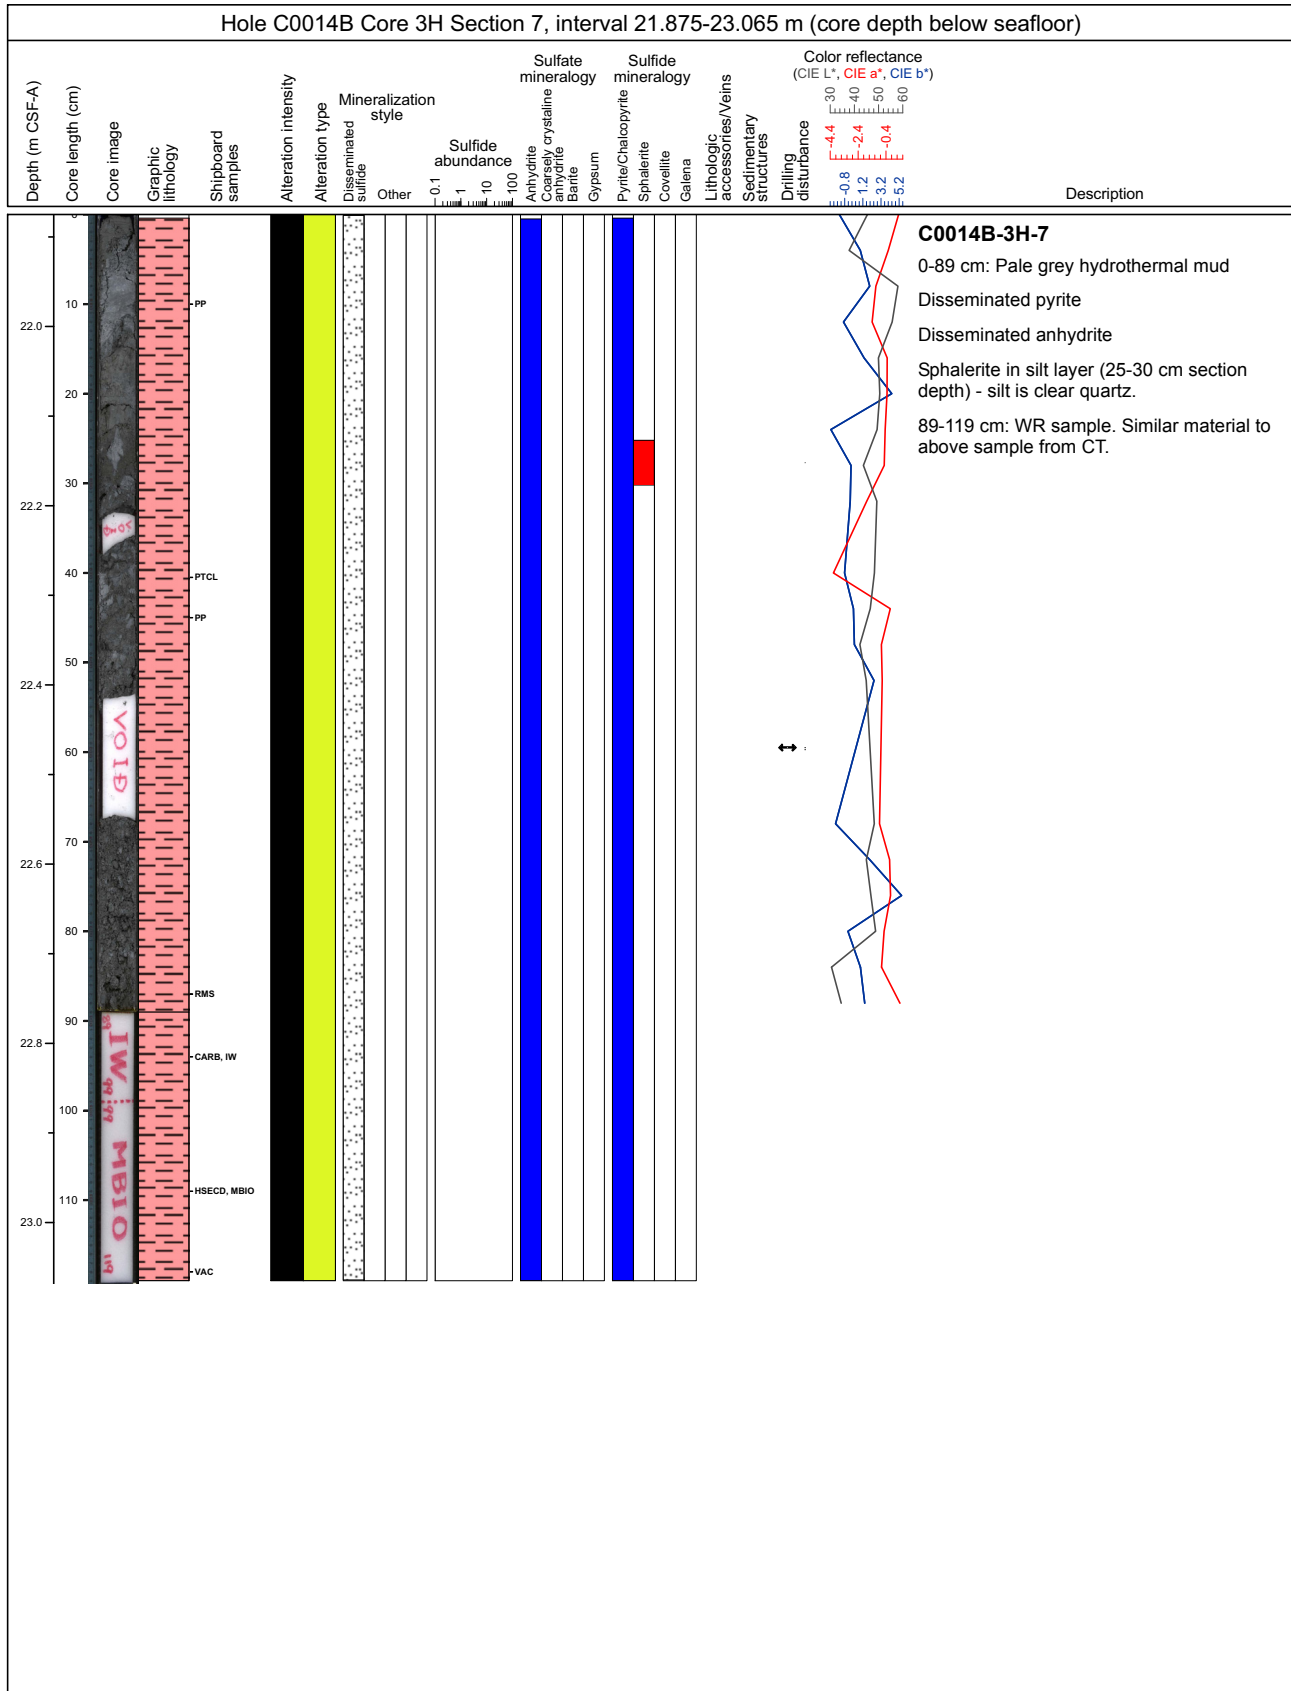 Hole C0014B Core 3H Section 7, interval 21.875-23.065 m (core depth below seafloor)
Depth (m CSF-A)
Core length (cm)
Core image
Graphic
lithology
Shipboard
samples
Alteration intensity
Alteration type
Mineralization
style
Disseminated
sulfide
Other
Sulfide
abundance
0.1
1
10
100
Sulfate
mineralogy
Anhydrite
Coarsely crystaline
anhydrite
Barite
Gypsum
Sulfide
mineralogy
Pyrite/Chalcopyrite
Sphalerite
Covellite
Galena
Lithologic
accessories/Veins
Sedimentary
structures
Drilling
disturbance
Color reflectance
(CIE L*, CIE a*, CIE b*)
30
40
50
60
-4.4
-2.4
-0.4
-0.8
1.2
3.2
5.2
Description
22.0
22.2
22.4
22.6
22.8
23.0
0
10
20
30
40
50
60
70
80
90
100
110
VOID
VOID
89
IW
99
99
MBIO
119
PP
PTCL
PP
RMS
CARB, IW
HSECD, MBIO
VAC
C0014B-3H-7
0-89 cm: Pale grey hydrothermal mud
Disseminated pyrite
Disseminated anhydrite
Sphalerite in silt layer (25-30 cm section
depth) - silt is clear quartz.
89-119 cm: WR sample. Similar material to
above sample from CT.